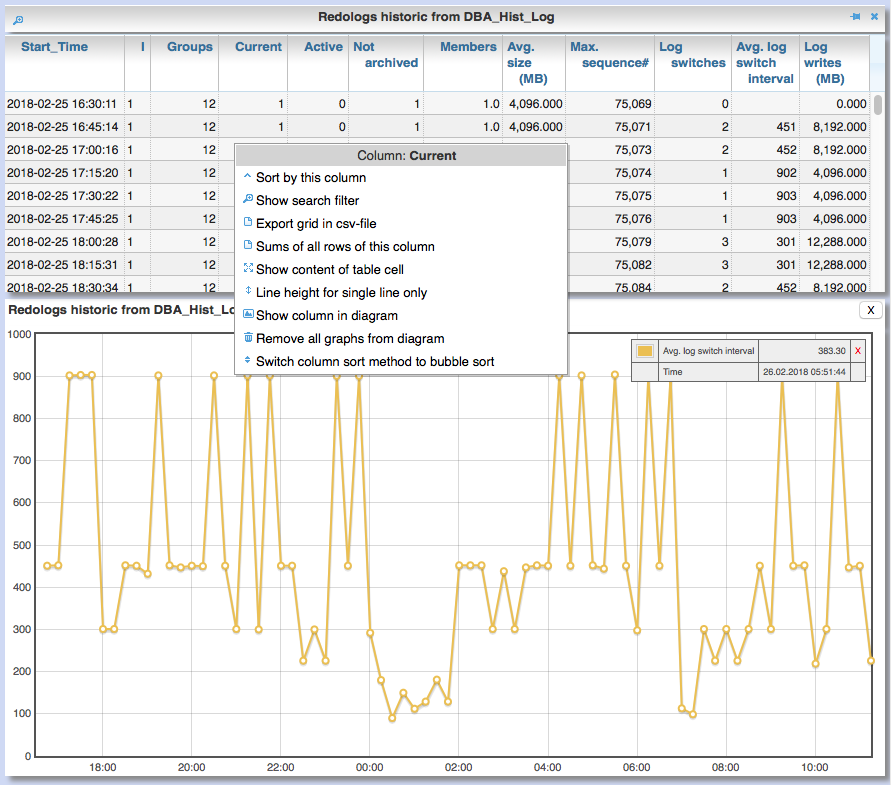 Redologs historic from DBA_Hist_Log
Start_Time I Groups Current Active Not archived Members Avg. size (MB) Max. sequence# Log switches Avg. log switch interval Log writes (MB)
2018-02-25 16:30:11 1 12 1 0 1 1.0 4,096.000 75,069 0 0.000
2018-02-25 16:45:14 1 12 1 0 1 1.0 4,096.000 75,071 2 451 8,192.000
2018-02-25 17:00:16 1 12 75,073 2 452 8,192.000
2018-02-25 17:15:20 1 12 75,074 1 902 4,096.000
2018-02-25 17:30:22 1 12 75,075 1 903 4,096.000
2018-02-25 17:45:25 1 12 75,076 1 903 4,096.000
2018-02-25 18:00:28 1 12 75,079 3 301 12,288.000
2018-02-25 18:15:31 1 12 75,082 3 301 12,288.000
2018-02-25 18:30:34 1 12 75,084 2 452 8,192.000
Column: Current
Sort by this column
Show search filter
Export grid in csv-file
Sums of all rows of this column
Show content of table cell
Line height for single line only
Show column in diagram
Remove all graphs from diagram
Switch column sort method to bubble sort
Redologs historic from DBA_Hist_Lo
X
Avg. log switch interval 383.30 X
Time 26.02.2018 05:51:44
1000
900
800
700
600
500
400
300
200
100
0
18:00 20:00 22:00 00:00 02:00 04:00 06:00 08:00 10:00